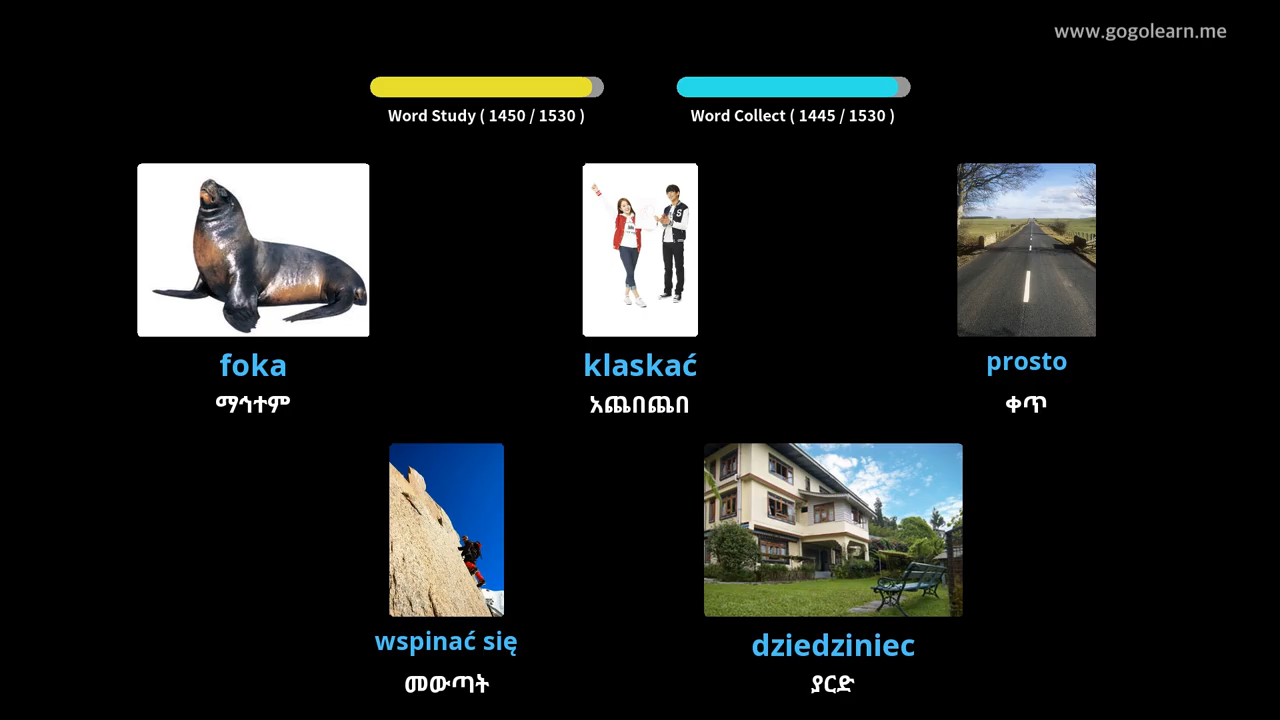 www.gogolearn.me
Word Study ( 1450 / 1530 )
Word Collect ( 1445 / 1530 )
foka
ማኅተም
klaskać
አጨበጨበ
prosto
ቀጥ
wspinać się
መውጣት
dziedziniec
ያርድ